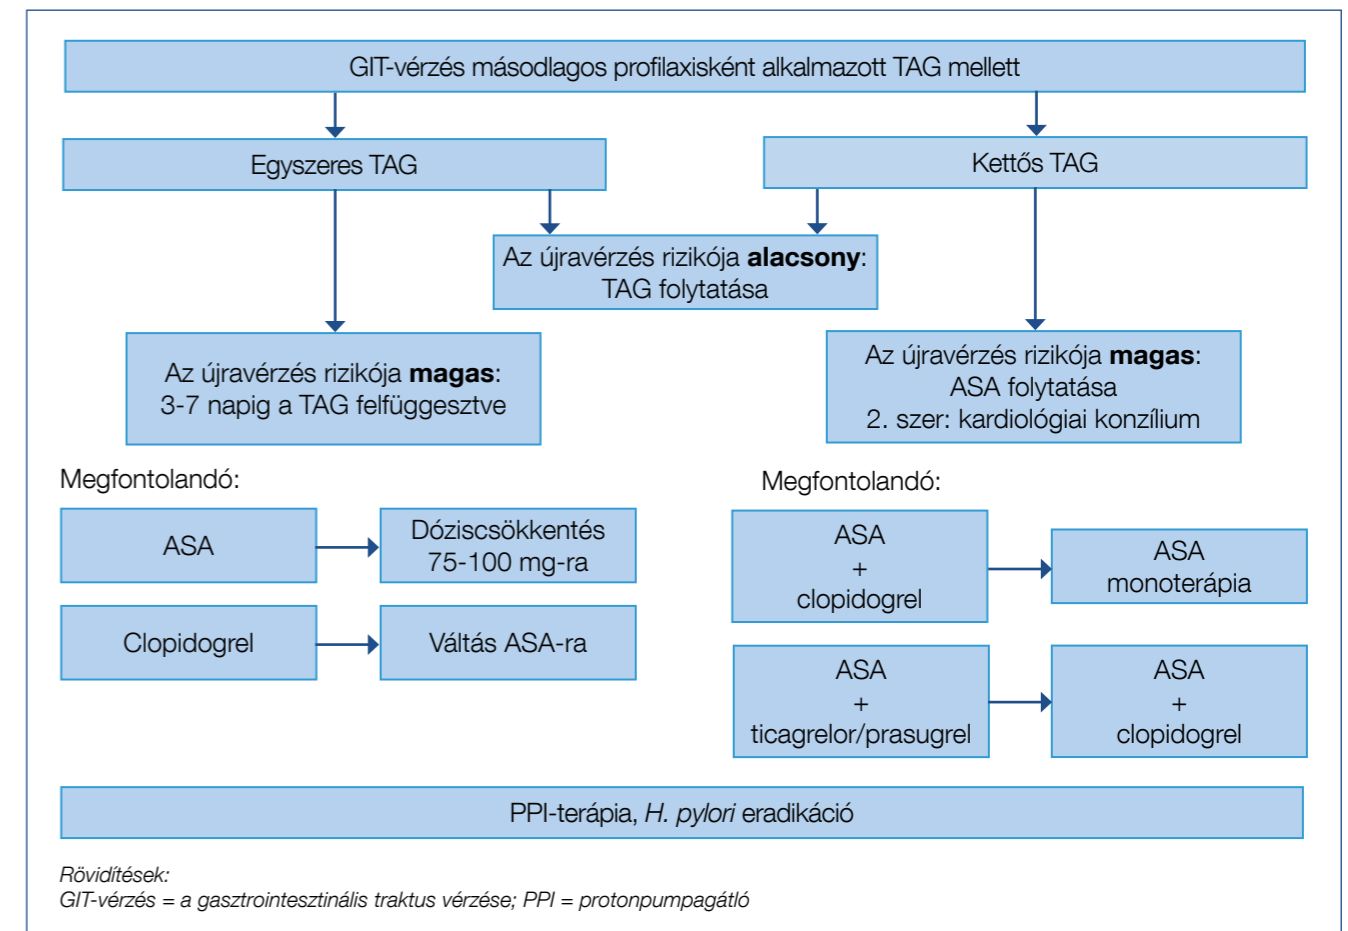 GIT-vérzés másodlagos profilaxisként alkalmazott TAG mellett
Egyszeres TAG
Kettős TAG
Az újravérzés rizikója alacsony:
TAG folytatása
Az újravérzés rizikója magas:
3-7 napig a TAG felfüggesztve
Az újravérzés rizikója magas:
ASA folytatása
2. szer: kardiológiai konzílium
Megfontolandó:
ASA
Dóziscsökkentés
75-100 mg-ra
Clopidogrel
Váltás ASA-ra
Megfontolandó:
ASA
+
clopidogrel
ASA
monoterápia
ASA
+
ticagrelor/prasugrel
ASA
+
clopidogrel
PPI-terápia, H. pylori eradikáció
Rövidítések:
GIT-vérzés = a gasztrointesztinális traktus vérzése; PPI = protonpumpagátló